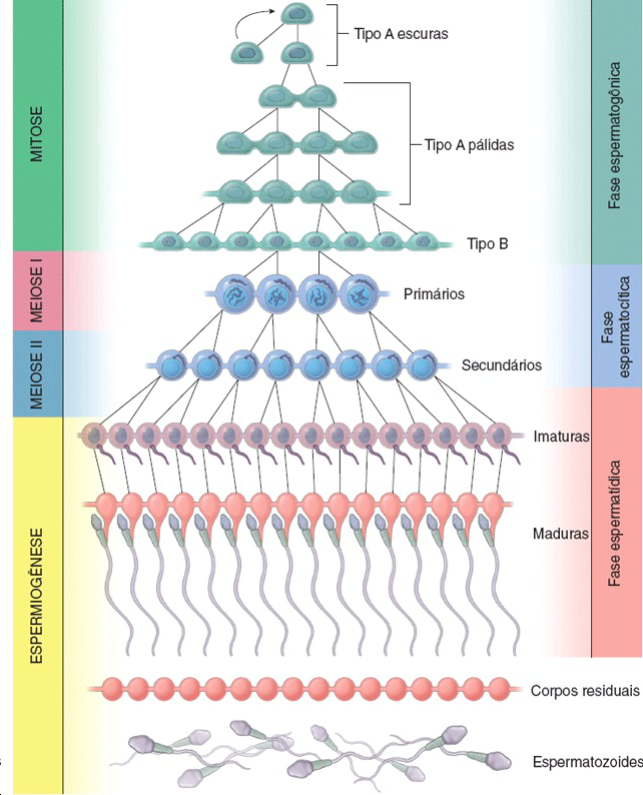 Tipo A escuras
MITOSE
Tipo A pálidas
Fase espermatogônica
Tipo B
MEIOSE I
Primários
Fase
espermatocítica
MEIOSE II
Secundários
Imaturas
Fase espermatídica
Maduras
ESPERMIOGÊNESE
Corpos residuais
Espermatozoides